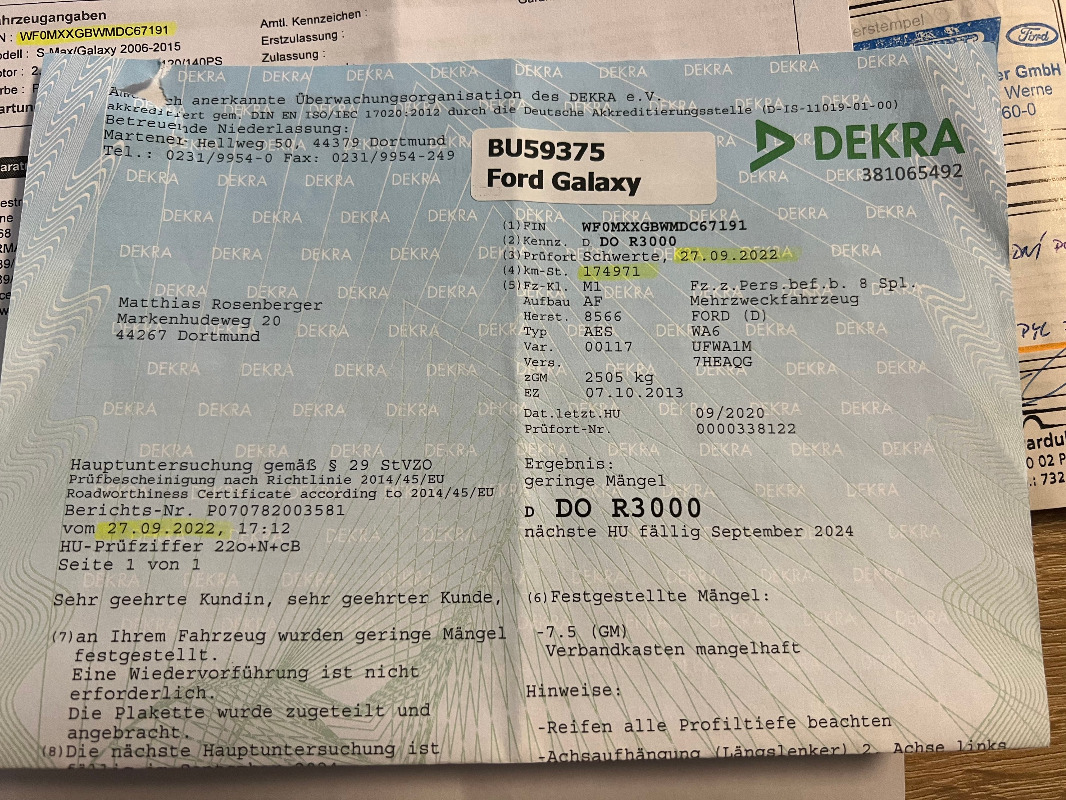 ahrzeugangaben
N : WF0MXXGBWMDC67191
dell : S-Max/Galaxy 2006-2015
otor : 2.
120/140PS
Amtl. Kennzeichen :
Erstzulassung :
Zulassung :
erstempel
Ford
er GmbH
Werne
60-0
DEKRA
anerkannte Überwachungsorganisation des DEKRA e.V.
akkreditiert gem. DIN EN ISO/IEC 17020:2012 durch die Deutsche Akkreditierungsstelle (D-IS-11019-01-00)
Betreuende Niederlassung:
Martener Hellweg 50, 44379 Dortmund
Tel.: 0231/9954-0 Fax: 0231/9954-249
BU59375
Ford Galaxy
DEKRA
381065492
(1) FIN WF0MXXGBWMDC67191
(2) Kennz. D DO R3000
(3) Prüfort Schwerte, 27.09.2022
(4) km-St. 174971
(5) Fz-Kl. M1 Fz.z.Pers.bef.b. 8 Spl.
Aufbau AF Mehrzweckfahrzeug
Herst. 8566 FORD (D)
Typ AES WA6
Var. 00117 UFWA1M
Vers. 7HEAQG
zGM 2505 kg
EZ 07.10.2013
Dat.letzt.HU 09/2020
Prüfort-Nr. 0000338122
Matthias Rosenberger
Markenhudeweg 20
44267 Dortmund
Hauptuntersuchung gemäß § 29 StVZO
Prüfbescheinigung nach Richtlinie 2014/45/EU
Roadworthiness Certificate according to 2014/45/EU
Berichts-Nr. P070782003581
vom 27.09.2022, 17:12
HU-Prüfziffer 22o+N+cB
Seite 1 von 1
Ergebnis:
geringe Mängel
D DO R3000
nächste HU fällig September 2024
Sehr geehrte Kundin, sehr geehrter Kunde,
(7) an Ihrem Fahrzeug wurden geringe Mängel
festgestellt.
Eine Wiedervorführung ist nicht
erforderlich.
Die Plakette wurde zugeteilt und
angebracht.
(8) Die nächste Hauptuntersuchung ist
(6) Festgestellte Mängel:
-7.5 (GM)
Verbandkasten mangelhaft
Hinweise:
-Reifen alle Profiltiefe beachten
-Achsaufhängung (Längslenker) 2. Achse links